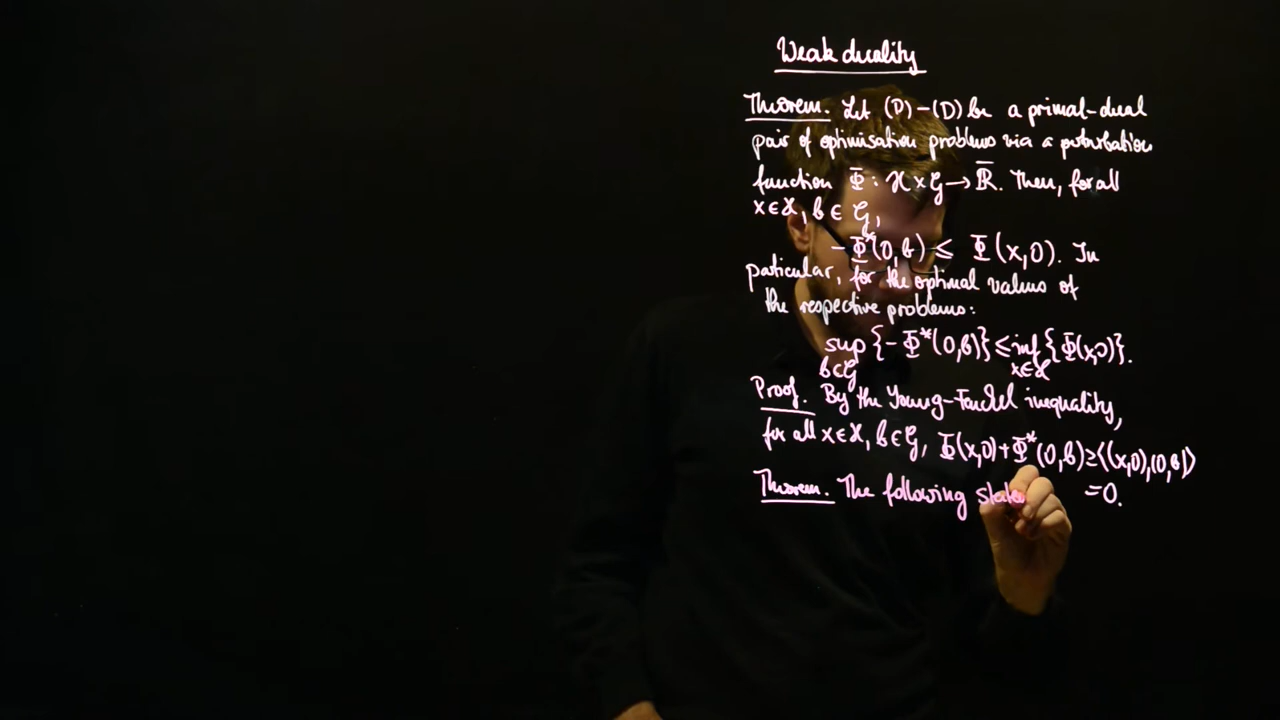 Weak duality
Theorem. Let (P)-(D) be a primal-dual
pair of optimisation problems via a perturbation
function Φ : H × G → R̅. Then, for all
x ∈ H, b ∈ G,
-Φ*(0,b) ≤ Φ(x,0). In
paticular, for the optimal values of
the respective problems:
sup {-Φ*(0,b)} ≤ inf {Φ(x,0)}.
b∈G x∈H
Proof. By the Young-Fenchel inequality,
for all x∈H, b∈G, Φ(x,0)+Φ*(0,b)≥⟨(x,0),(0,b)⟩
=0.
Theorem. The following state